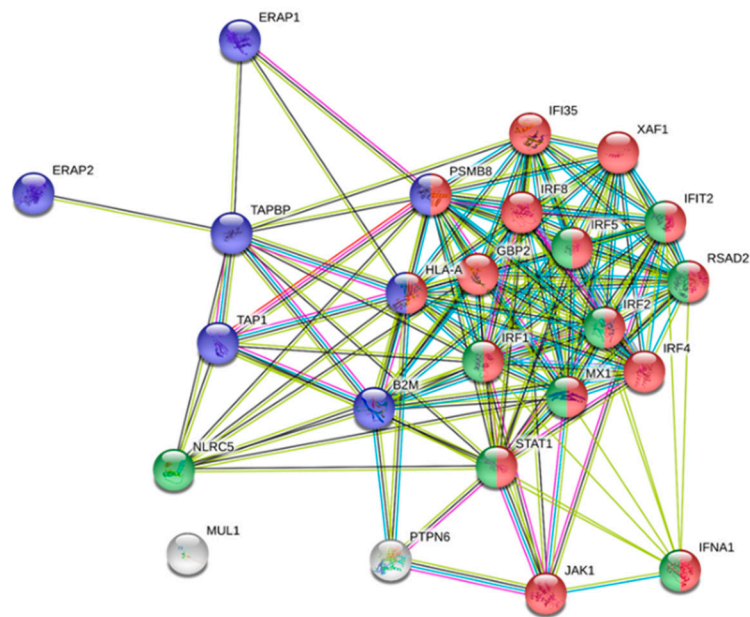 ERAP1
IFI35
XAF1
ERAP2
PSMB8
IRF8
IFIT2
TAPBP
IRF5
GBP2
RSAD2
HLA-A
TAP1
IRF2
IRF1
IRF4
B2M
MX1
NLRC5
STAT1
MUL1
PTPN6
JAK1
IFNA1